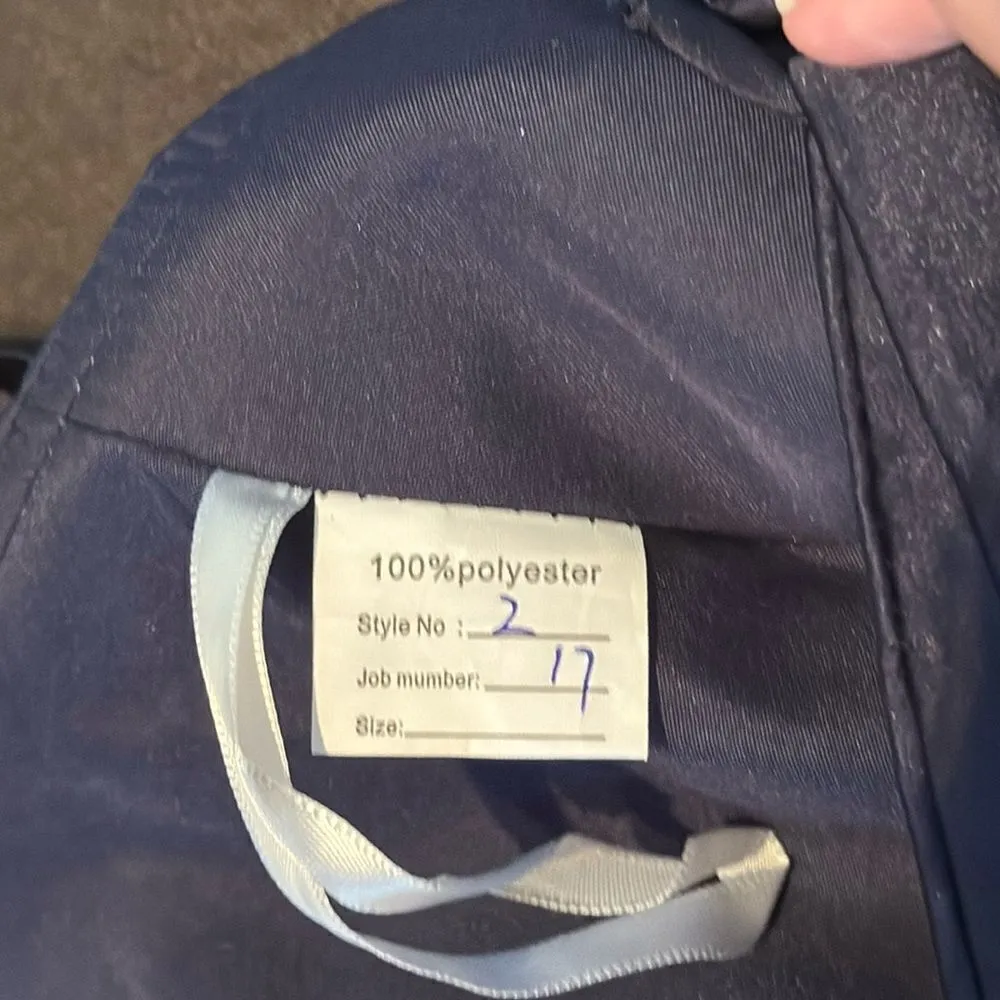 100%polyester
Style No : 2
Job mumber: 17
Size: